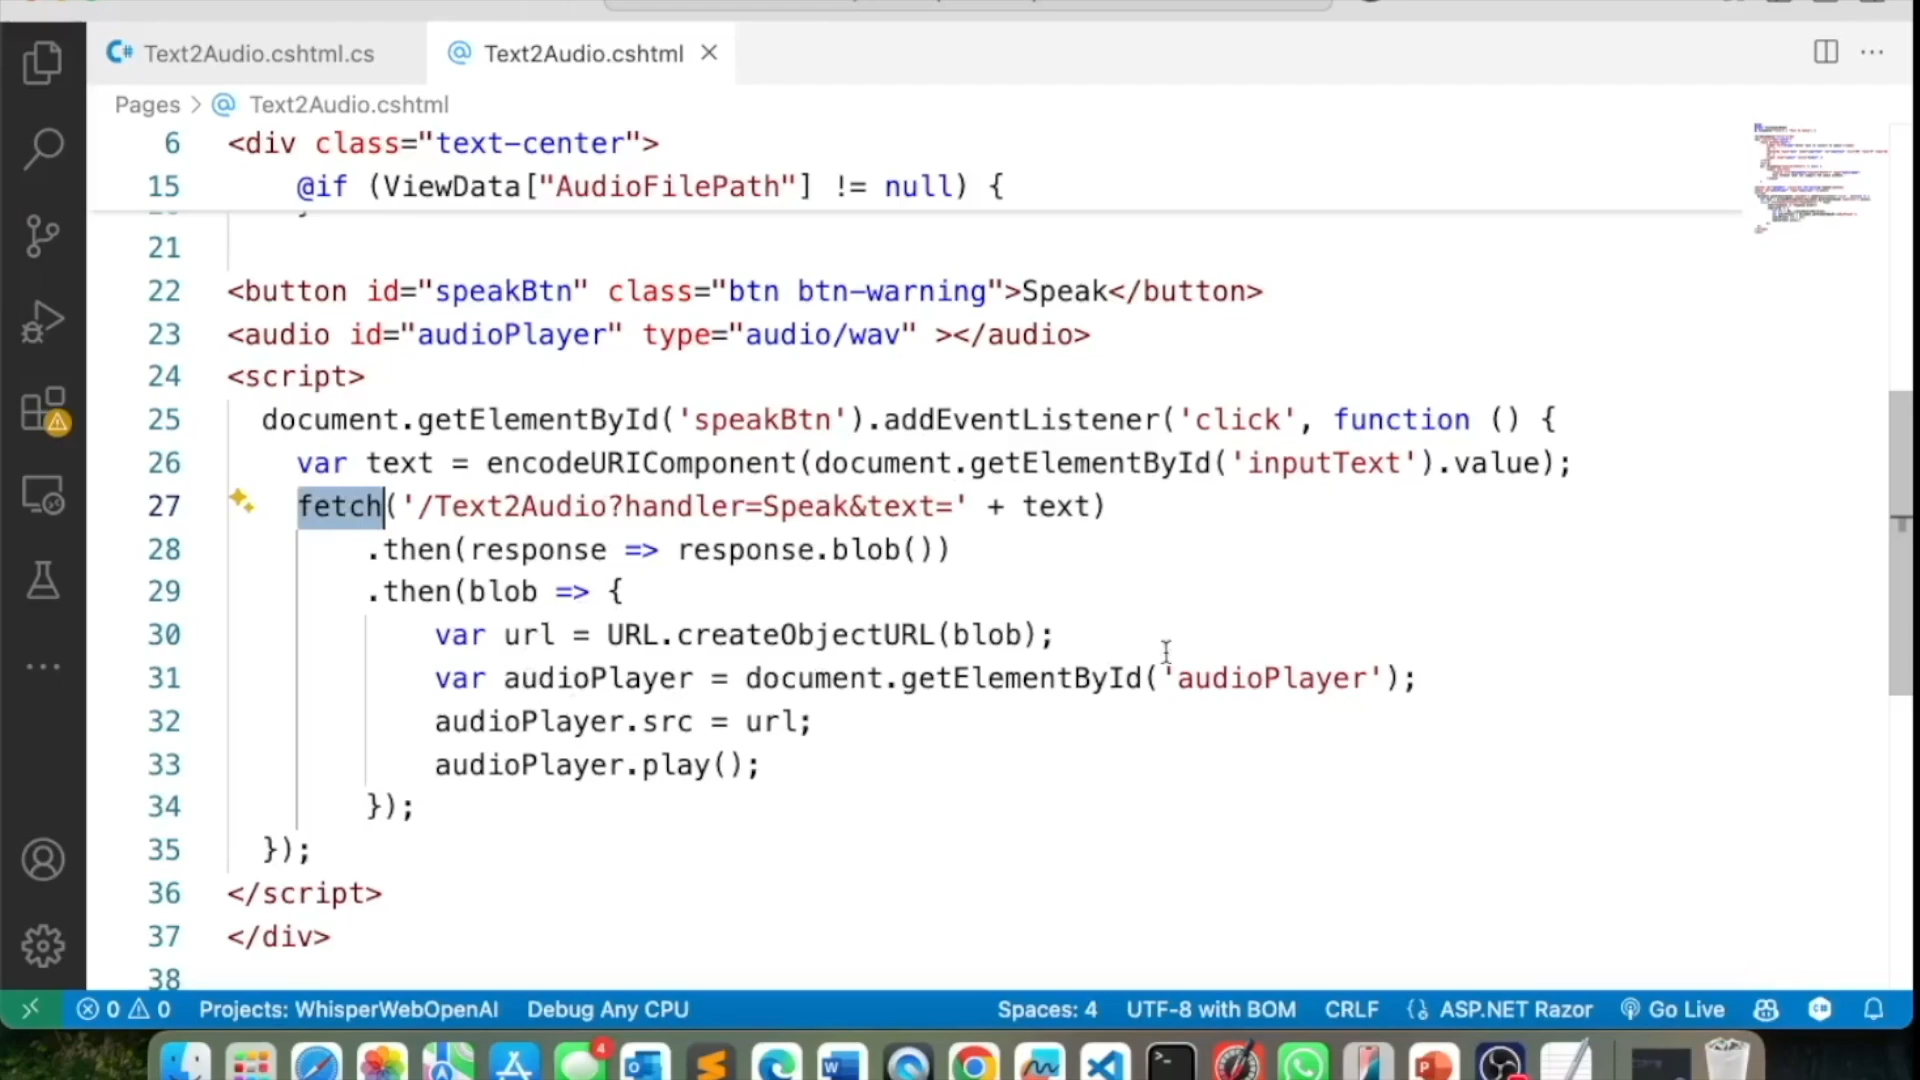 Text2Audio.cshtml.cs
Text2Audio.cshtml
Pages > Text2Audio.cshtml
6 <div class="text-center">
15 @if (ViewData["AudioFilePath"] != null) {
21
22 <button id="speakBtn" class="btn btn-warning">Speak</button>
23 <audio id="audioPlayer" type="audio/wav" ></audio>
24 <script>
25 document.getElementById('speakBtn').addEventListener('click', function () {
26 var text = encodeURIComponent(document.getElementById('inputText').value);
27 fetch('/Text2Audio?handler=Speak&text=' + text)
28 .then(response => response.blob())
29 .then(blob => {
30 var url = URL.createObjectURL(blob);
31 var audioPlayer = document.getElementById('audioPlayer');
32 audioPlayer.src = url;
33 audioPlayer.play();
34 });
35 });
36 </script>
37 </div>
38
0 0 Projects: WhisperWebOpenAI Debug Any CPU Spaces: 4 UTF-8 with BOM CRLF ASP.NET Razor Go Live
4